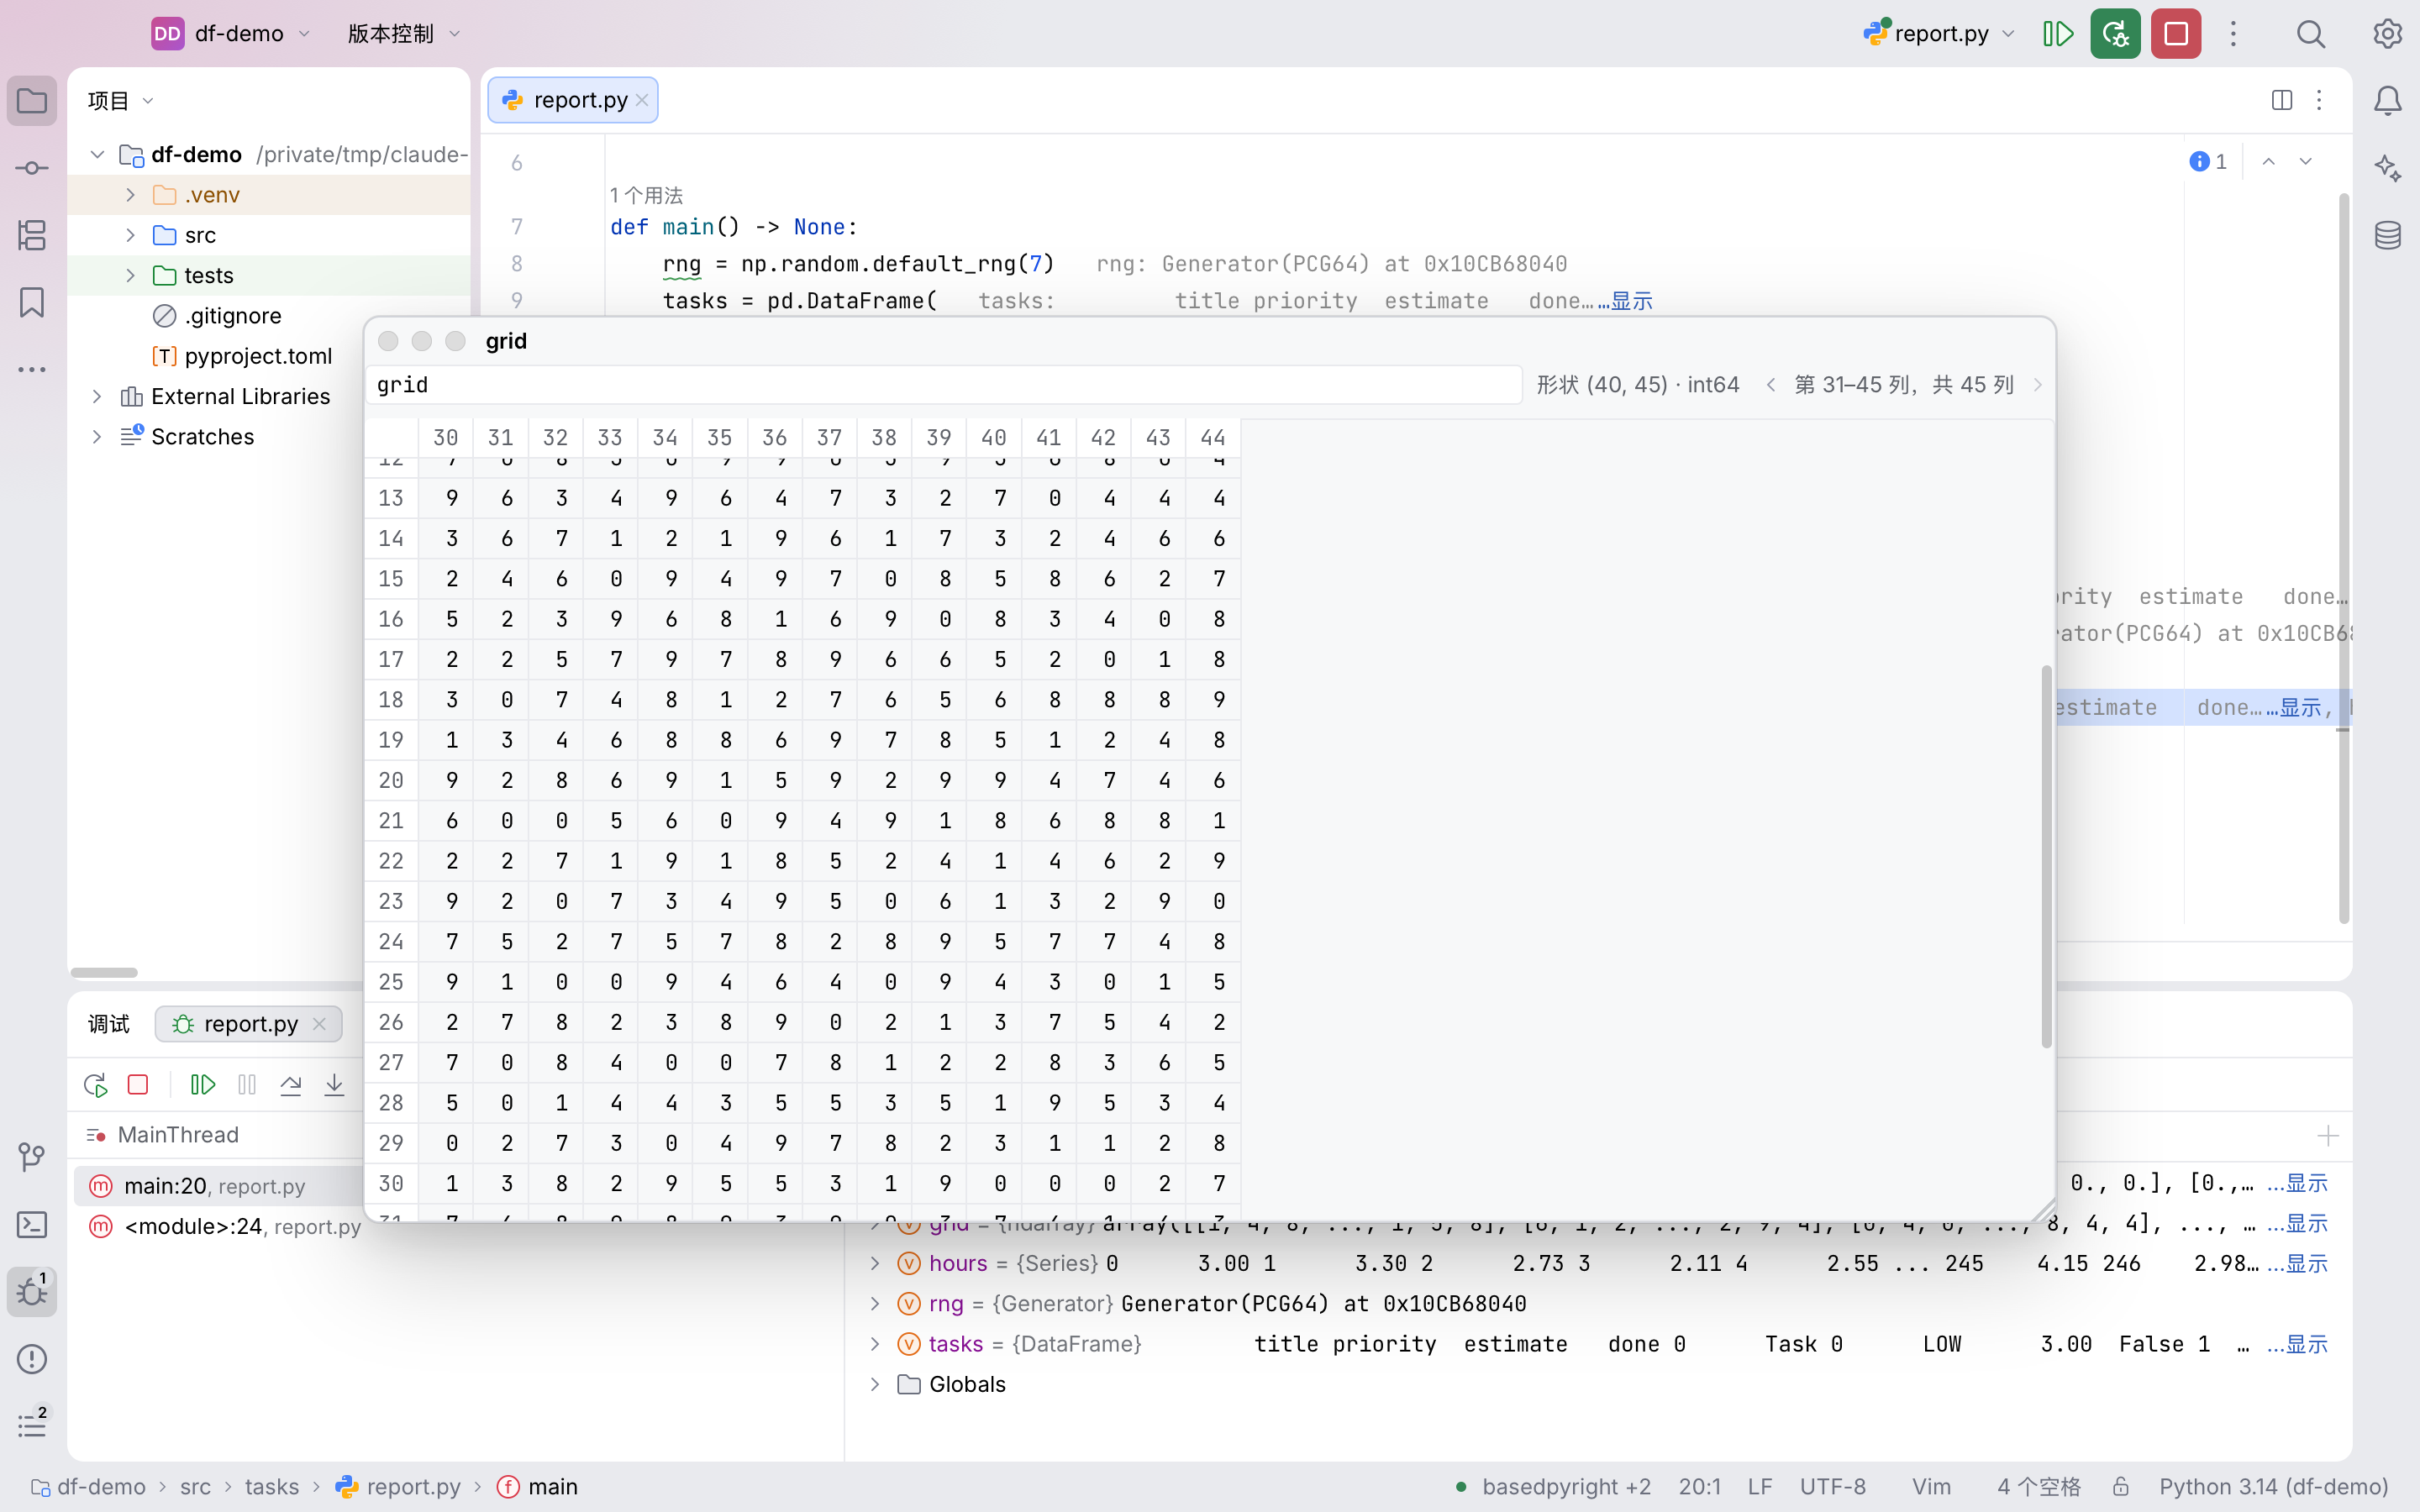 DD df-demo 版本控制 report.py
项目
report.py
df-demo /private/tmp/claude-
.venv
src
tests
.gitignore
[T] pyproject.toml
External Libraries
Scratches
6
1 个用法
1
7 def main() -> None:
8 rng = np.random.default_rng(7) rng: Generator(PCG64) at 0x10CB68040
9 tasks = pd.DataFrame( tasks: title priority estimate done……显示
grid
grid 形状 (40, 45) · int64 第 31–45 列，共 45 列
30 31 32 33 34 35 36 37 38 39 40 41 42 43 44
13 9 6 3 4 9 6 4 7 3 2 7 0 4 4 4
14 3 6 7 1 2 1 9 6 1 7 3 2 4 6 6
15 2 4 6 0 9 4 9 7 0 8 5 8 6 2 7
16 5 2 3 9 6 8 1 6 9 0 8 3 4 0 8
17 2 2 5 7 9 7 8 9 6 6 5 2 0 1 8
18 3 0 7 4 8 1 2 7 6 5 6 8 8 8 9
19 1 3 4 6 8 8 6 9 7 8 5 1 2 4 8
20 9 2 8 6 9 1 5 9 2 9 9 4 7 4 6
21 6 0 0 5 6 0 9 4 9 1 8 6 8 8 1
22 2 2 7 1 9 1 8 5 2 4 1 4 6 2 9
23 9 2 0 7 3 4 9 5 0 6 1 3 2 9 0
24 7 5 2 7 5 7 8 2 8 9 5 7 7 4 8
25 9 1 0 0 9 4 6 4 0 9 4 3 0 1 5
26 2 7 8 2 3 8 9 0 2 1 3 7 5 4 2
27 7 0 8 4 0 0 7 8 1 2 2 8 3 6 5
28 5 0 1 4 4 3 5 5 3 5 1 9 5 3 4
29 0 2 7 3 0 4 9 7 8 2 3 1 1 2 8
30 1 3 8 2 9 5 5 3 1 9 0 0 0 2 7
estimate done…
(PCG64) at 0x10CB6
estimate done……显示,
调试 report.py
MainThread
main:20, report.py
<module>:24, report.py
0., 0.], [0.,… …显示
grid = {ndarray} array([[1, 4, 8, ..., 1, 5, 8], [6, 1, 2, ..., 2, 9, 4], [0, 4, 0, ..., 8, 4, 4], ..., … …显示
hours = {Series} 0 3.00 1 3.30 2 2.73 3 2.11 4 2.55 ... 245 4.15 246 2.98… …显示
rng = {Generator} Generator(PCG64) at 0x10CB68040
tasks = {DataFrame} title priority estimate done 0 Task 0 LOW 3.00 False 1 … …显示
Globals
1
2
df-demo › src › tasks › report.py › main
basedpyright +2 20:1 LF UTF-8 Vim 4 个空格 Python 3.14 (df-demo)